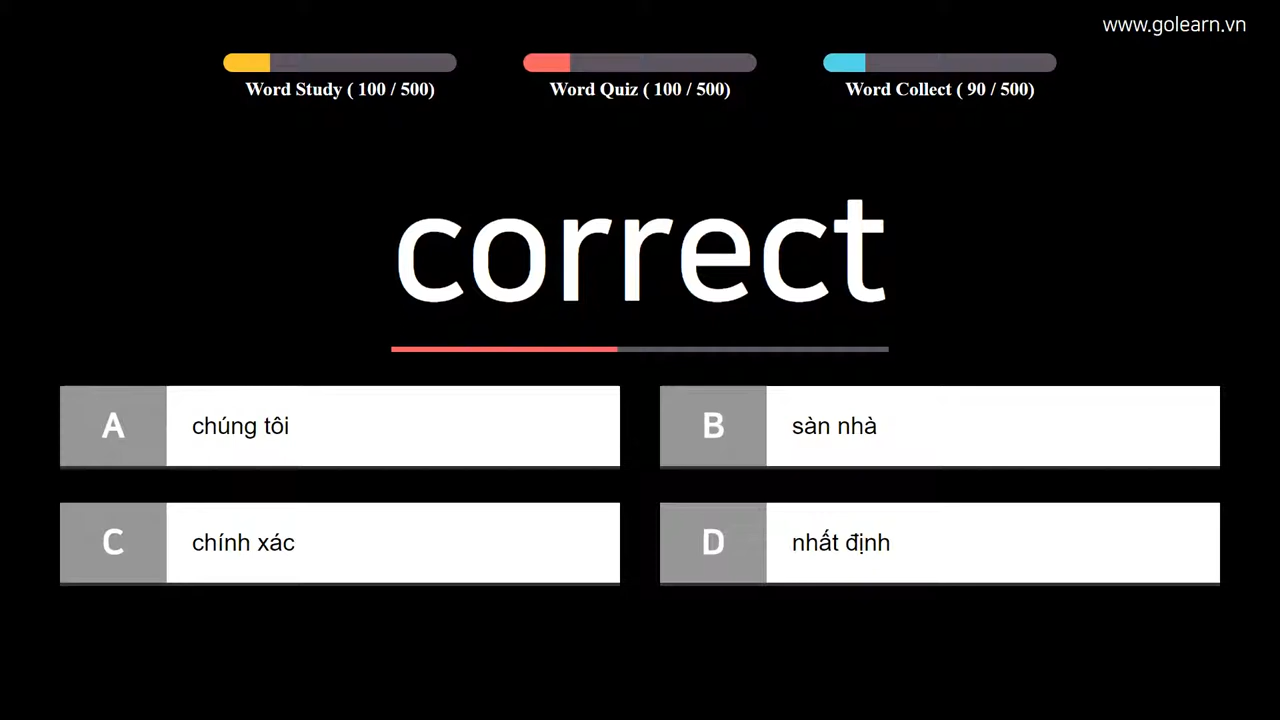 www.golearn.vn
Word Study ( 100 / 500)
Word Quiz ( 100 / 500)
Word Collect ( 90 / 500)
correct
A chúng tôi
B sàn nhà
C chính xác
D nhất định